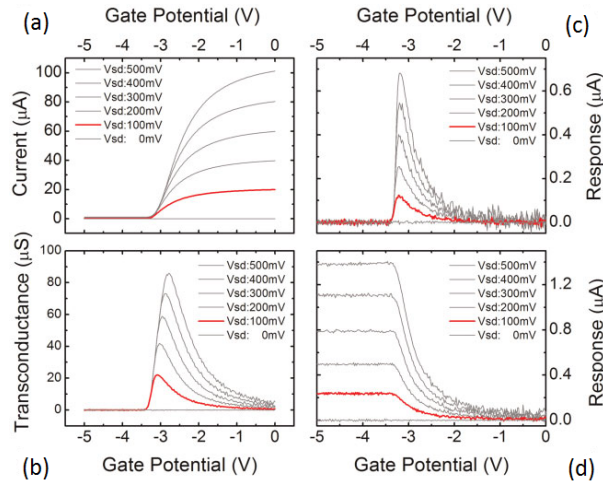 (a)
Gate Potential (V)
-5 -4 -3 -2 -1 0
100
80
60
40
20
0
Current (µA)
Vsd:500mV
Vsd:400mV
Vsd:300mV
Vsd:200mV
Vsd:100mV
Vsd: 0mV
(c)
Gate Potential (V)
-5 -4 -3 -2 -1 0
Vsd:500mV
Vsd:400mV
Vsd:300mV
Vsd:200mV
Vsd:100mV
Vsd: 0mV
0.6
0.4
0.2
0.0
Response (µA)
100
80
60
40
20
0
Transconductance (µS)
Vsd:500mV
Vsd:400mV
Vsd:300mV
Vsd:200mV
Vsd:100mV
Vsd: 0mV
-5 -4 -3 -2 -1 0
Gate Potential (V)
(b)
Vsd:500mV
Vsd:400mV
Vsd:300mV
Vsd:200mV
Vsd:100mV
Vsd: 0mV
1.2
0.8
0.4
0.0
Response (µA)
-5 -4 -3 -2 -1 0
Gate Potential (V)
(d)